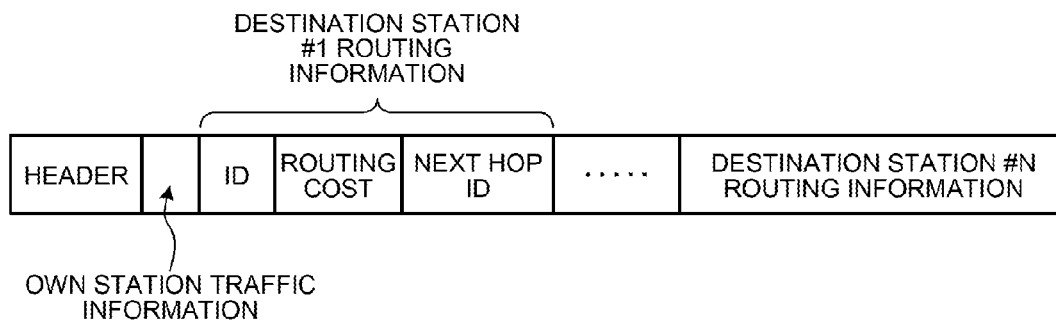 DESTINATION STATION
#1 ROUTING
INFORMATION
HEADER
ID
ROUTING
COST
NEXT HOP
ID
.....
DESTINATION STATION #N
ROUTING INFORMATION
OWN STATION TRAFFIC
INFORMATION